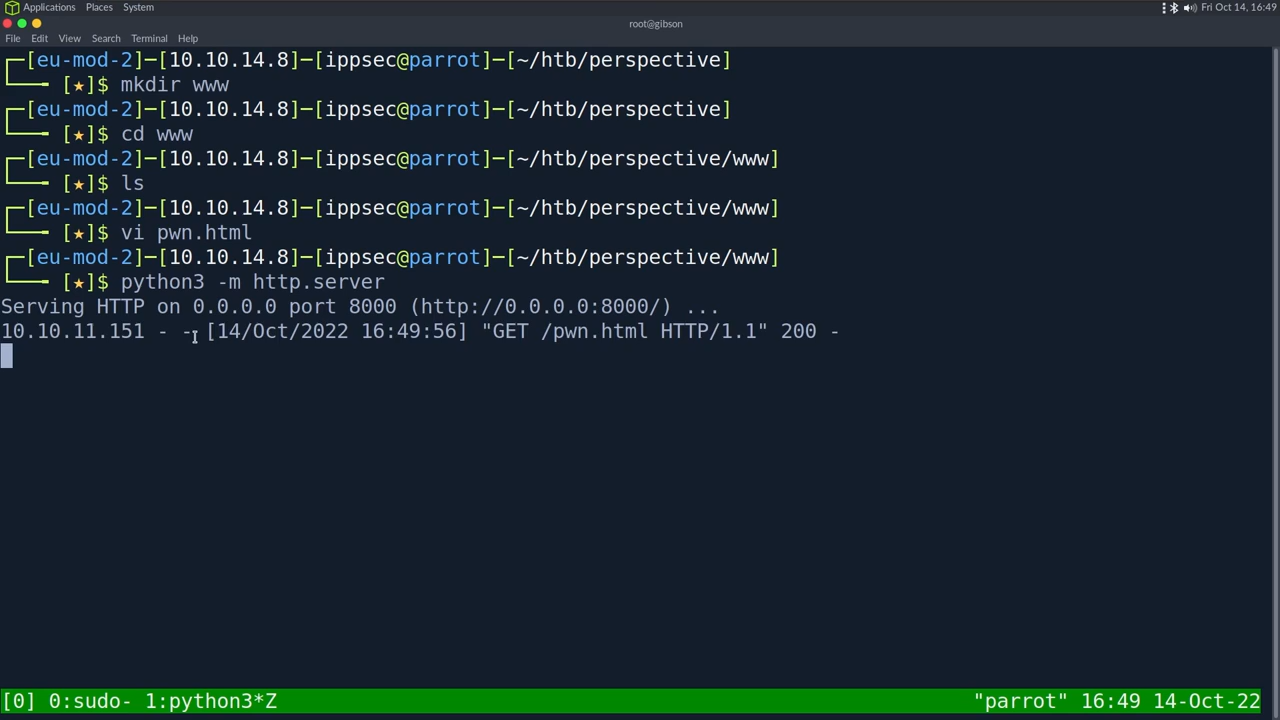 Applications Places System Fri Oct 14, 16:49
root@gibson
File Edit View Search Terminal Help
┌─[eu-mod-2]─[10.10.14.8]─[ippsec@parrot]─[~/htb/perspective]
└──╼ [★]$ mkdir www
┌─[eu-mod-2]─[10.10.14.8]─[ippsec@parrot]─[~/htb/perspective]
└──╼ [★]$ cd www
┌─[eu-mod-2]─[10.10.14.8]─[ippsec@parrot]─[~/htb/perspective/www]
└──╼ [★]$ ls
┌─[eu-mod-2]─[10.10.14.8]─[ippsec@parrot]─[~/htb/perspective/www]
└──╼ [★]$ vi pwn.html
┌─[eu-mod-2]─[10.10.14.8]─[ippsec@parrot]─[~/htb/perspective/www]
└──╼ [★]$ python3 -m http.server
Serving HTTP on 0.0.0.0 port 8000 (http://0.0.0.0:8000/) ...
10.10.11.151 - - [14/Oct/2022 16:49:56] "GET /pwn.html HTTP/1.1" 200 -
[0] 0:sudo- 1:python3*Z "parrot" 16:49 14-Oct-22